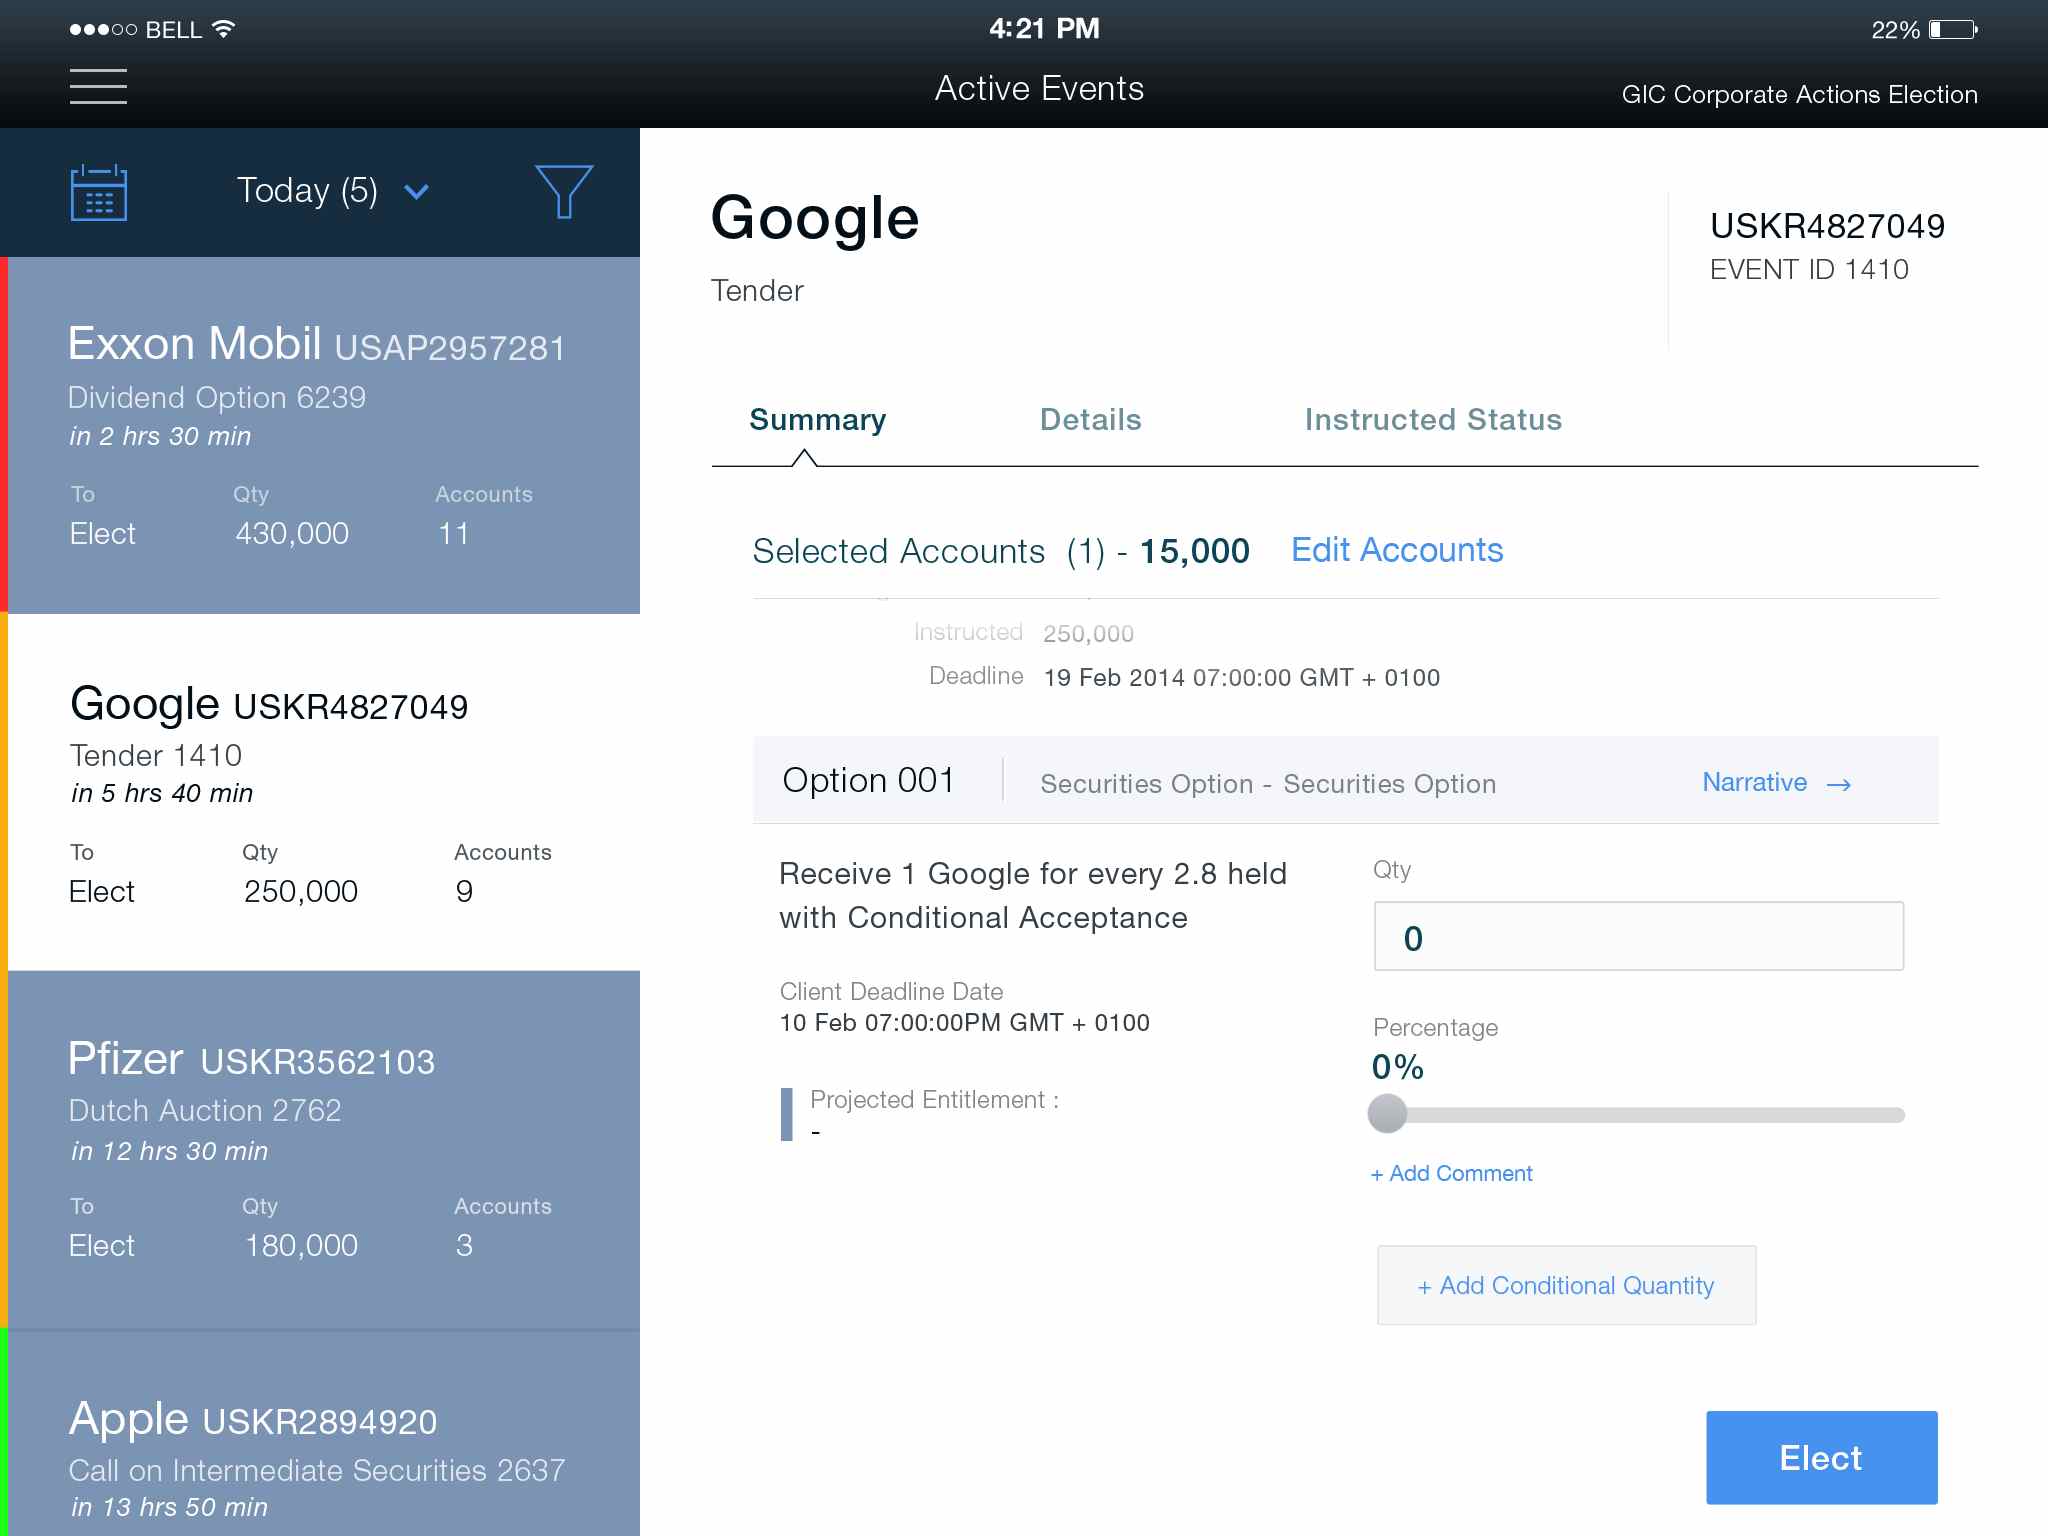 BELL
4:21 PM
22%
Active Events
GIC Corporate Actions Election
Today (5)
Exxon Mobil USAP2957281
Dividend Option 6239
in 2 hrs 30 min
To Qty Accounts
Elect 430,000 11
Google USKR4827049
Tender 1410
in 5 hrs 40 min
To Qty Accounts
Elect 250,000 9
Pfizer USKR3562103
Dutch Auction 2762
in 12 hrs 30 min
To Qty Accounts
Elect 180,000 3
Apple USKR2894920
Call on Intermediate Securities 2637
in 13 hrs 50 min
Google
Tender
USKR4827049
EVENT ID 1410
Summary Details Instructed Status
Selected Accounts (1) - 15,000 Edit Accounts
Instructed 250,000
Deadline 19 Feb 2014 07:00:00 GMT + 0100
Option 001 Securities Option - Securities Option Narrative →
Receive 1 Google for every 2.8 held
with Conditional Acceptance
Client Deadline Date
10 Feb 07:00:00PM GMT + 0100
Projected Entitlement :
-
Qty
0
Percentage
0%
+ Add Comment
+ Add Conditional Quantity
Elect